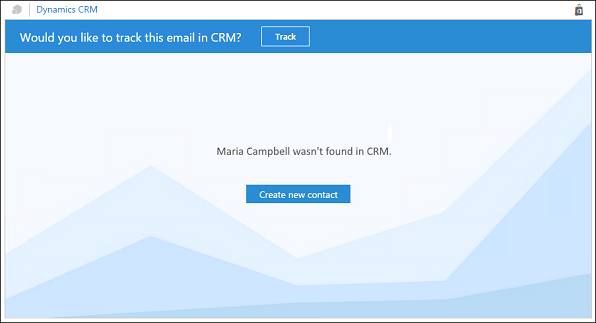 Dynamics CRM
Would you like to track this email in CRM? Track
Maria Campbell wasn't found in CRM.
Create new contact